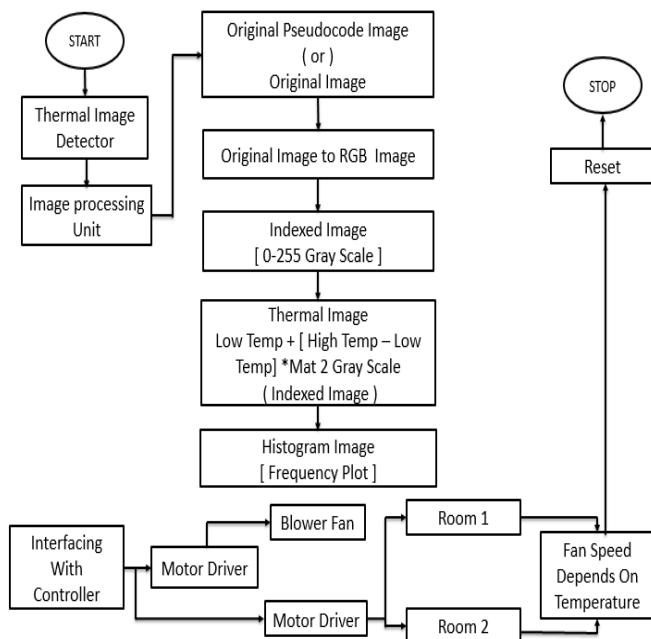 START
Thermal Image
Detector
Image processing
Unit
Original Pseudocode Image
( or )
Original Image
Original Image to RGB Image
Indexed Image
[ 0-255 Gray Scale ]
Thermal Image
Low Temp + [ High Temp – Low
Temp] *Mat 2 Gray Scale
( Indexed Image )
Histogram Image
[ Frequency Plot ]
Interfacing
With
Controller
Motor Driver
Blower Fan
Motor Driver
Room 1
Room 2
Fan Speed
Depends On
Temperature
Reset
STOP